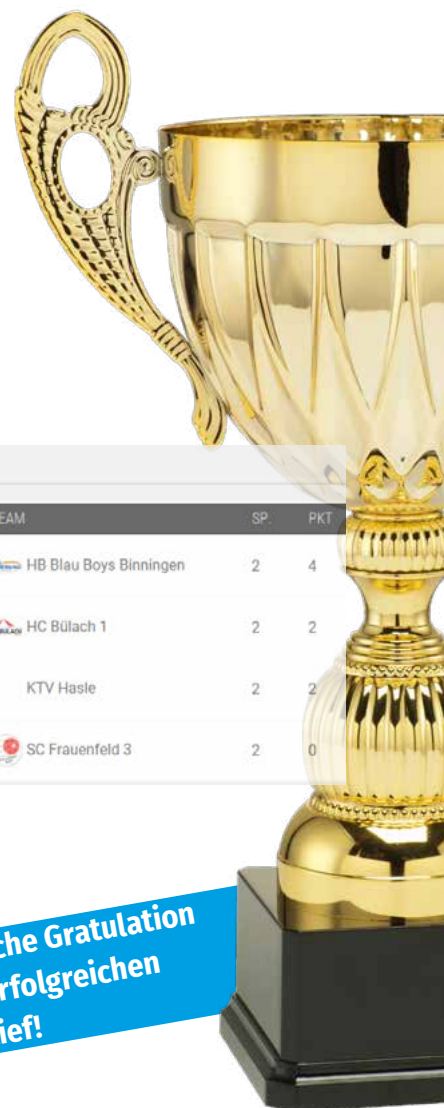 EAM SP. PKT
HB Blau Boys Binningen 2 4
HC Bülach 1 2 2
KTV Hasle 2 2
SC Frauenfeld 3 2 0
che Gratulation
rfolgreichen
ief!